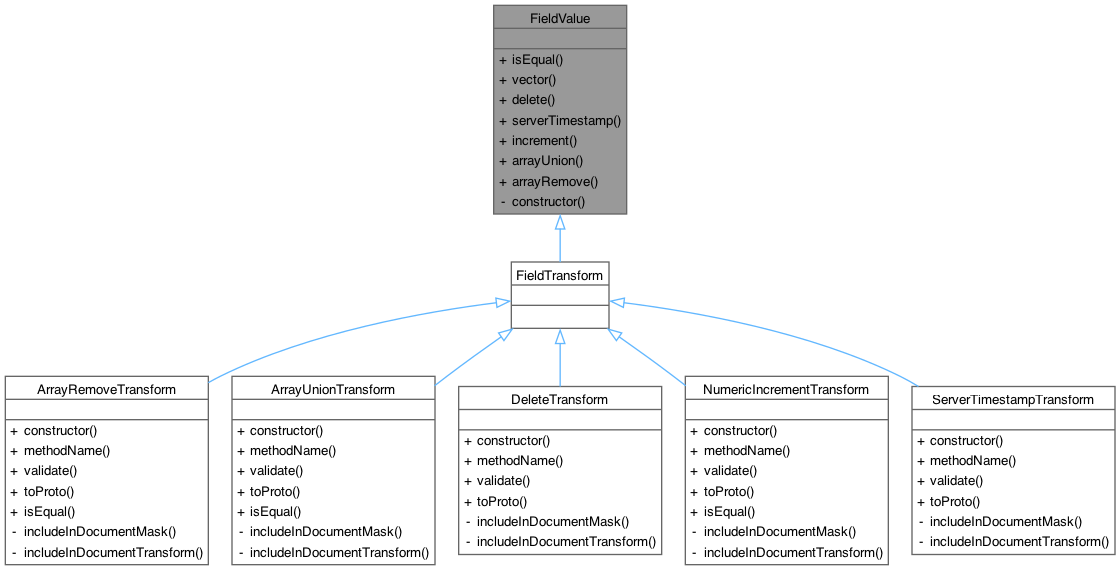 FieldValue
+ isEqual()
+ vector()
+ delete()
+ serverTimestamp()
+ increment()
+ arrayUnion()
+ arrayRemove()
- constructor()
FieldTransform
ArrayRemoveTransform
+ constructor()
+ methodName()
+ validate()
+ toProto()
+ isEqual()
- includeInDocumentMask()
- includeInDocumentTransform()
ArrayUnionTransform
+ constructor()
+ methodName()
+ validate()
+ toProto()
+ isEqual()
- includeInDocumentMask()
- includeInDocumentTransform()
DeleteTransform
+ constructor()
+ methodName()
+ validate()
+ toProto()
- includeInDocumentMask()
- includeInDocumentTransform()
NumericIncrementTransform
+ constructor()
+ methodName()
+ validate()
+ toProto()
+ isEqual()
- includeInDocumentMask()
- includeInDocumentTransform()
ServerTimestampTransform
+ constructor()
+ methodName()
+ validate()
+ toProto()
- includeInDocumentMask()
- includeInDocumentTransform()